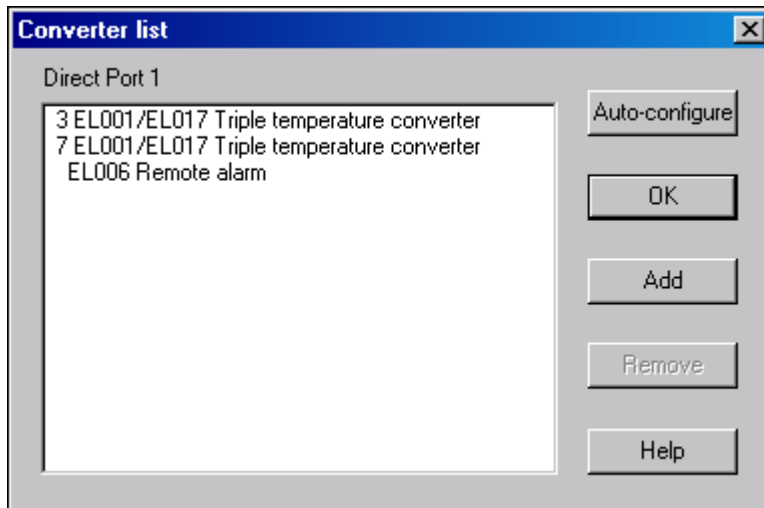 Converter list
Direct Port 1
3 EL001/EL017 Triple temperature converter
7 EL001/EL017 Triple temperature converter
EL006 Remote alarm
Auto-configure
OK
Add
Remove
Help